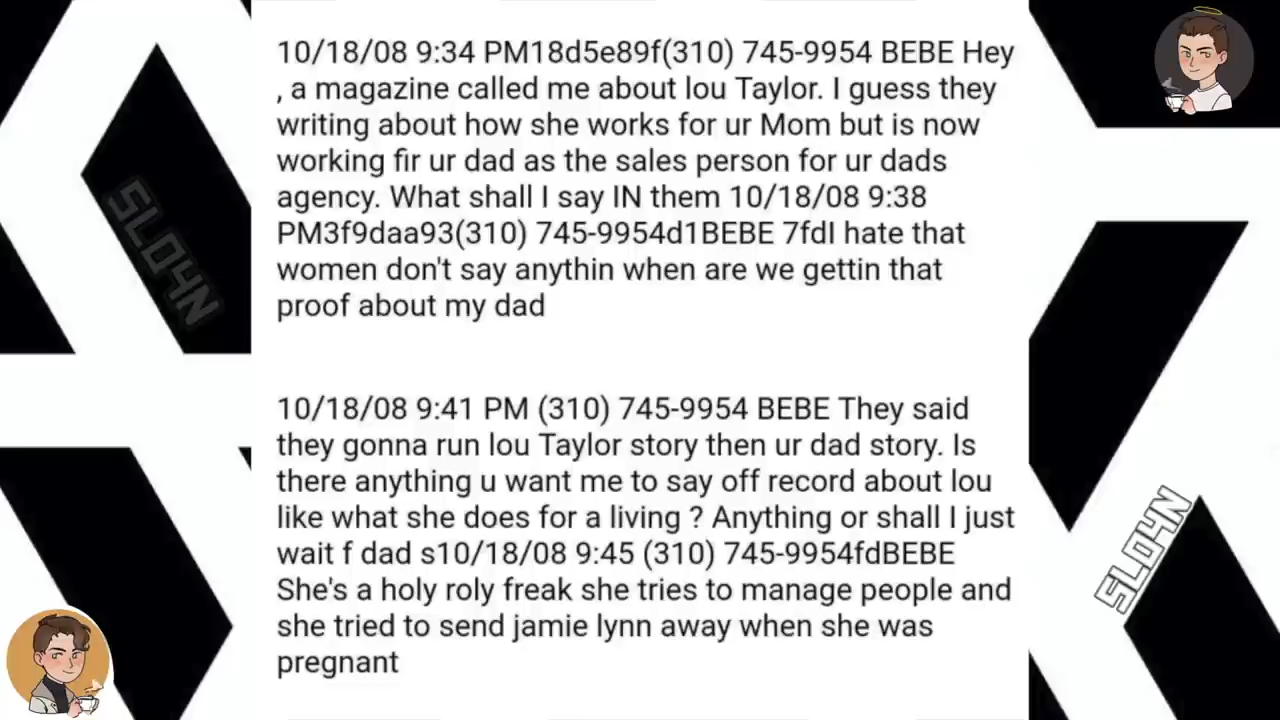 10/18/08 9:34 PM18d5e89f(310) 745-9954 BEBE Hey
, a magazine called me about lou Taylor. I guess they
writing about how she works for ur Mom but is now
working fir ur dad as the sales person for ur dads
agency. What shall I say IN them 10/18/08 9:38
PM3f9daa93(310) 745-9954d1BEBE 7fdI hate that
women don't say anythin when are we gettin that
proof about my dad
10/18/08 9:41 PM (310) 745-9954 BEBE They said
they gonna run lou Taylor story then ur dad story. Is
there anything u want me to say off record about lou
like what she does for a living ? Anything or shall I just
wait f dad s10/18/08 9:45 (310) 745-9954fdBEBE
She's a holy roly freak she tries to manage people and
she tried to send jamie lynn away when she was
pregnant
SLO4N
SLO4N